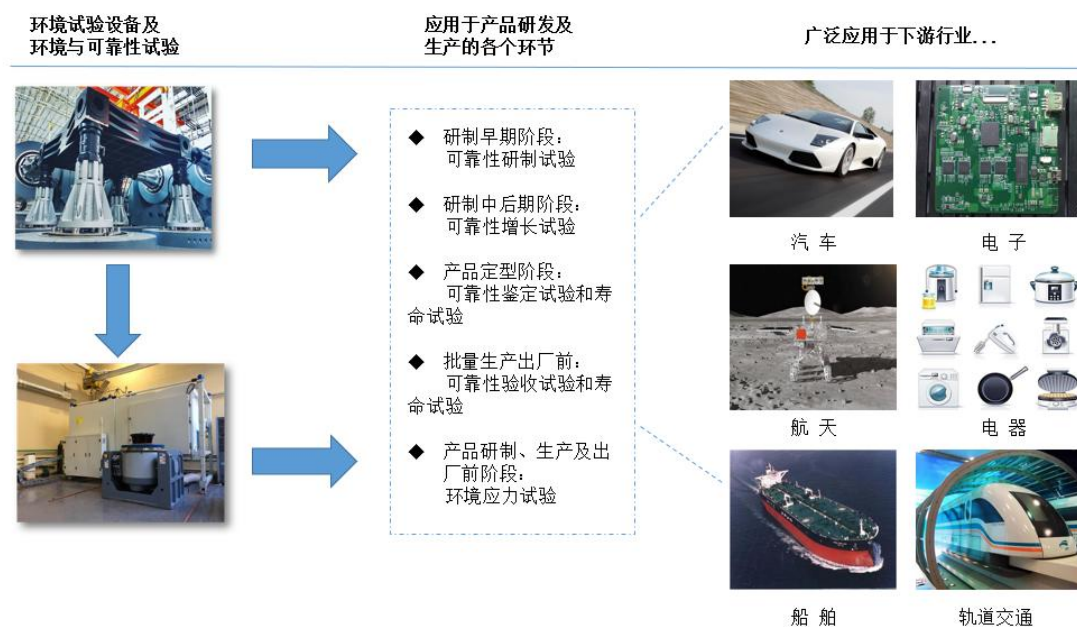 环境试验设备及
环境与可靠性试验
应用于产品研发及
生产的各个环节
广泛应用于下游行业...
◆ 研制早期阶段：
可靠性研制试验
◆ 研制中后期阶段：
可靠性增长试验
◆ 产品定型阶段：
可靠性鉴定试验和寿
命试验
◆ 批量生产出厂前：
可靠性验收试验和寿
命试验
◆ 产品研制、生产及出
厂前阶段：
环境应力试验
汽 车
电 子
航 天
电 器
船 舶
轨道交通